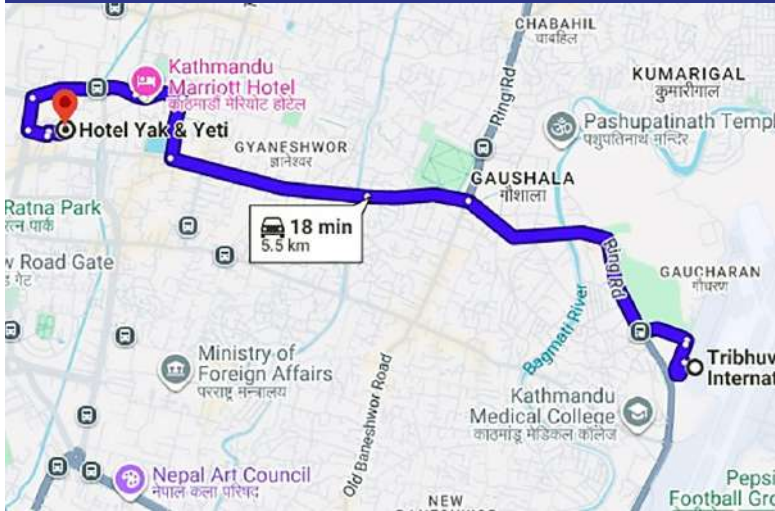 CHABAHIL
चाबहिल
Kathmandu
Marriott Hotel
काठमाडौं मेरियोट होटेल
Ring Rd
KUMARIGAL
कुमारीगाल
Hotel Yak & Yeti
GYANESHWOR
ज्ञानेश्वर
Pashupatinath Templ
पशुपतिनाथ मन्दिर
GAUSHALA
गौशाला
Ratna Park
रत्न पार्क
18 min
5.5 km
w Road Gate
ड गेट
Ring Rd
GAUCHARAN
गौचरण
Bagmati River
Ministry of
Foreign Affairs
परराष्ट्र मन्त्रालय
Old Baneshwor Road
Tribhuv
Internat
Kathmandu
Medical College
काठमांडू मेडिकल कॉलेज
Nepal Art Council
नेपाल कला परिषद
NEW
Pepsi
Football Gro